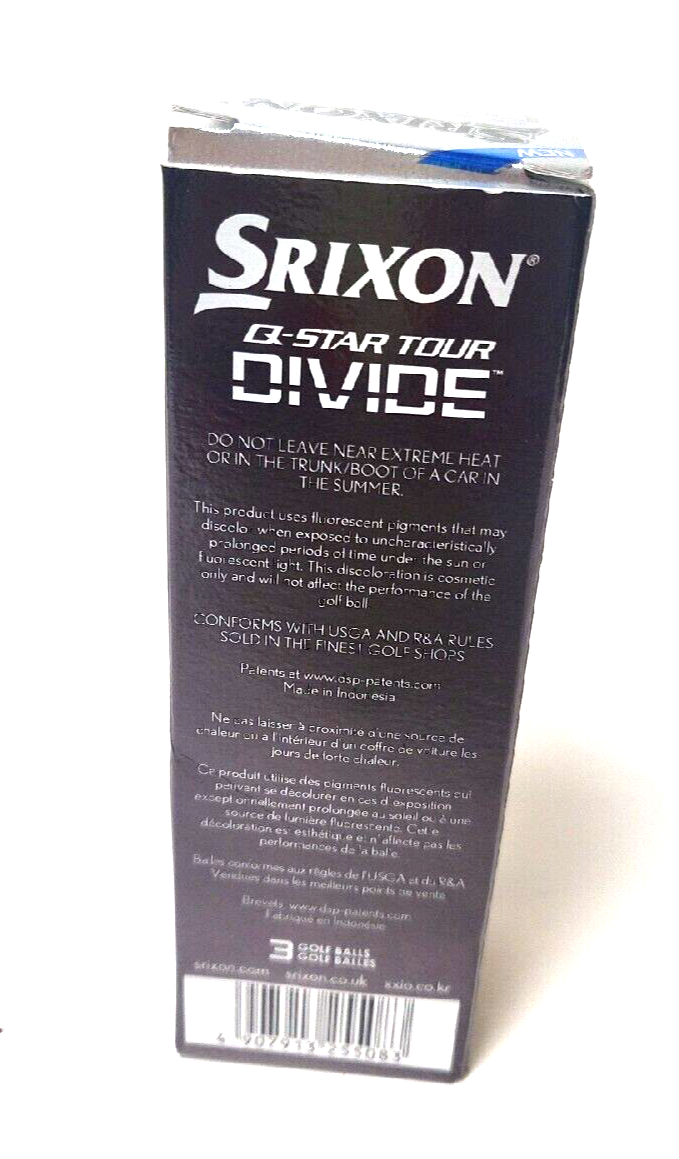 SRIXON
NEW
SRIXON®
Q-STAR TOUR
DIVIDE™
DO NOT LEAVE NEAR EXTREME HEAT
OR IN THE TRUNK/BOOT OF A CAR IN
THE SUMMER.
This product uses fluorescent pigments that may
discolor when exposed to uncharacteristically
prolonged periods of time under the sun or
fluorescent light. This discoloration is cosmetic
only and will not affect the performance of the
golf ball
CONFORMS WITH USGA AND R&A RULES
SOLD IN THE FINEST GOLF SHOPS
Patents at www.dsp-patents.com
Made in Indonesia
Ne pas laisser à proximité d'une source de
chaleur ou à l'intérieur d'un coffre de voiture les
jours de forte chaleur.
Ce produit utilise des pigments fluorescents qui
peuvent se décolorer en cas d'exposition
exceptionnellement prolongée au soleil ou à une
source de lumière fluorescente. Cette
décoloration est esthétique et n'affecte pas les
performances de la balle
Balles conformes aux règles de l'USGA et du R&A
Vendues dans les meilleurs points de vente
Brevets www.dsp-patents.com
Fabriqué en Indonésie
3 GOLF BALLS
GOLF BALLES
srixon.com srixon.co.uk xxio.co.kr
4 907913 255083